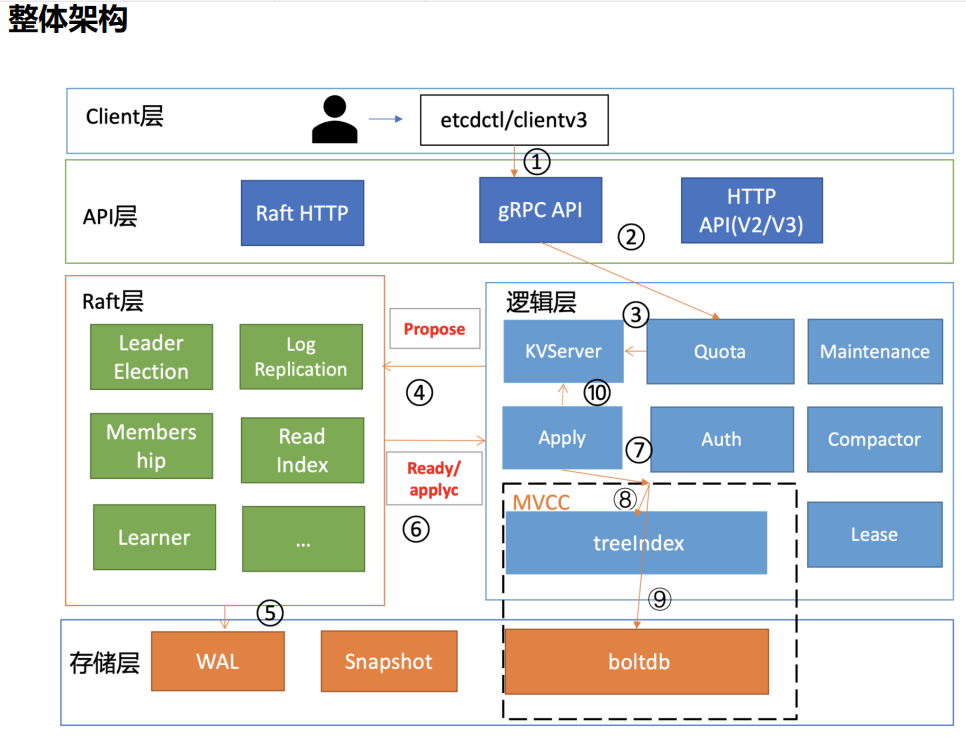 整体架构
Client层
etcdctl/clientv3
①
API层
Raft HTTP
gRPC API
HTTP
API(V2/V3)
②
Raft层
Leader
Election
Log
Replication
Members
hip
Read
Index
Learner
...
Propose
④
Ready/
applyc
⑥
逻辑层
③
KVServer
Quota
Maintenance
⑩
Apply
⑦
Auth
Compactor
MVCC
⑧
treeIndex
Lease
⑨
⑤
存储层
WAL
Snapshot
boltdb